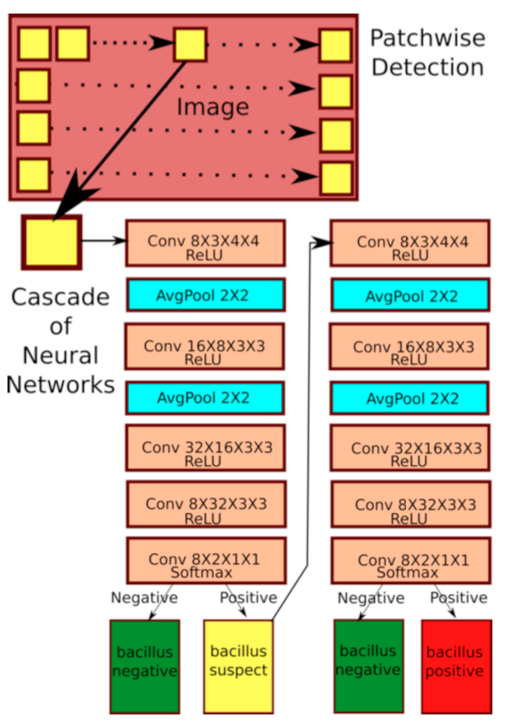 Patchwise
Detection
Image
Cascade
of
Neural
Networks
Conv 8X3X4X4
ReLU
AvgPool 2X2
Conv 16X8X3X3
ReLU
AvgPool 2X2
Conv 32X16X3X3
ReLU
Conv 8X32X3X3
ReLU
Conv 8X2X1X1
Softmax
Negative
Positive
bacillus
negative
bacillus
suspect
Conv 8X3X4X4
ReLU
AvgPool 2X2
Conv 16X8X3X3
ReLU
AvgPool 2X2
Conv 32X16X3X3
ReLU
Conv 8X32X3X3
ReLU
Conv 8X2X1X1
Softmax
Negative
Positive
bacillus
negative
bacillus
positive